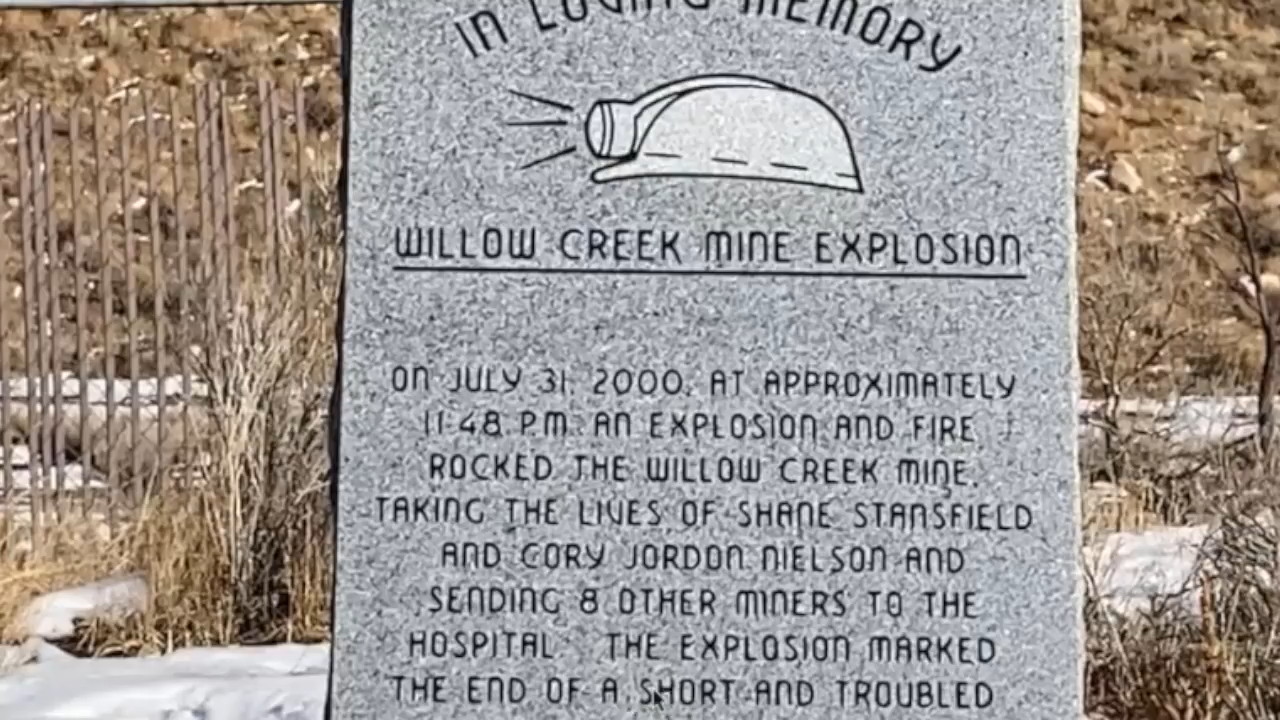 IN LOVING MEMORY
WILLOW CREEK MINE EXPLOSION
ON JULY 31, 2000, AT APPROXIMATELY
11:48 P.M. AN EXPLOSION AND FIRE
ROCKED THE WILLOW CREEK MINE,
TAKING THE LIVES OF SHANE STANSFIELD
AND CORY JORDON NIELSON AND
SENDING 8 OTHER MINERS TO THE
HOSPITAL. THE EXPLOSION MARKED
THE END OF A SHORT AND TROUBLED